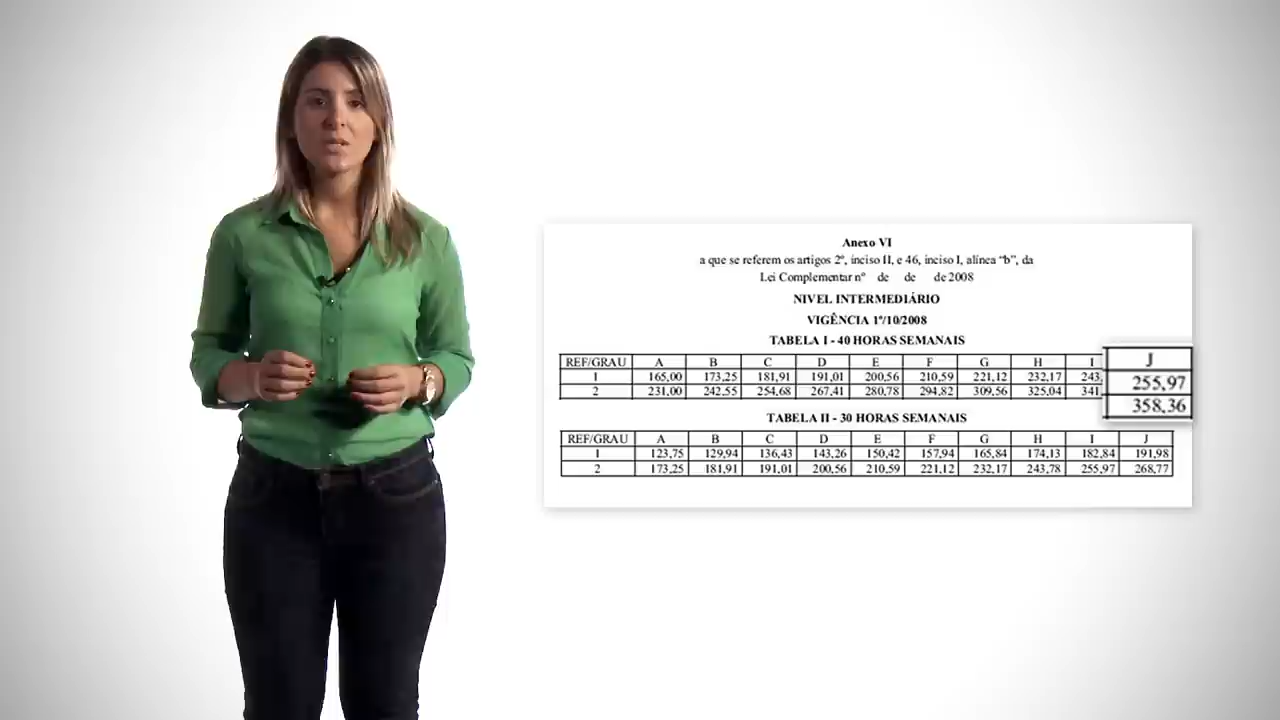 Anexo VI
a que se referem os artigos 2º, inciso II, e 46, inciso I, alínea “b”, da
Lei Complementar nº de de de 2008
NIVEL INTERMEDIÁRIO
VIGÊNCIA 1º/10/2008
TABELA I - 40 HORAS SEMANAIS
REF/GRAU A B C D E F G H I J
1 165,00 173,25 181,91 191,01 200,56 210,59 221,12 232,17 243, 255,97
2 231,00 242,55 254,68 267,41 280,78 294,82 309,56 325,04 341 358,36
TABELA II - 30 HORAS SEMANAIS
REF/GRAU A B C D E F G H I J
1 123,75 129,94 136,43 143,26 150,42 157,94 165,84 174,13 182,84 191,98
2 173,25 181,91 191,01 200,56 210,59 221,12 232,17 243,78 255,97 268,77